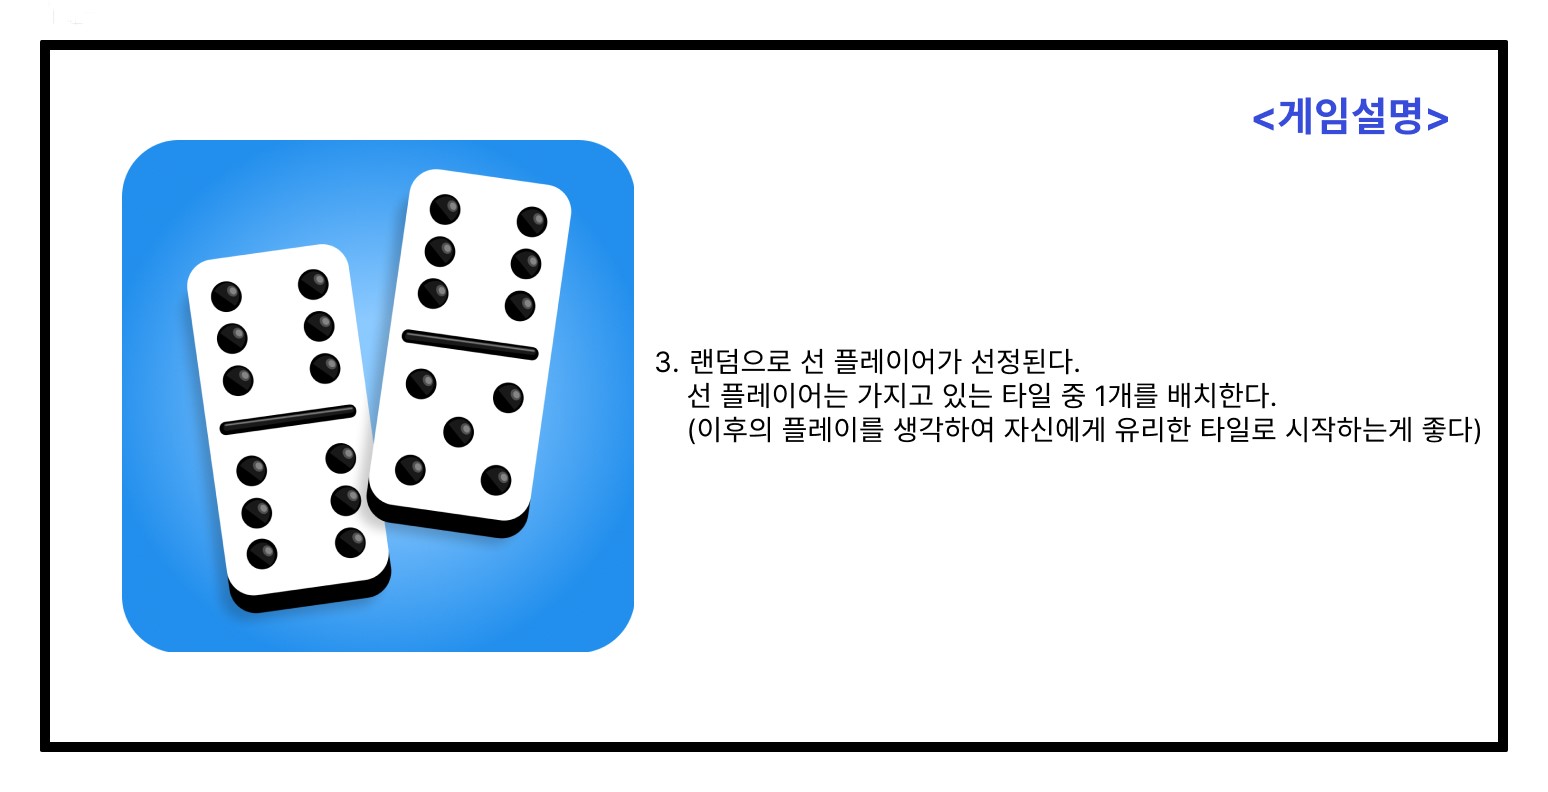 <게임설명>
3. 랜덤으로 선 플레이어가 선정된다.
선 플레이어는 가지고 있는 타일 중 1개를 배치한다.
(이후의 플레이를 생각하여 자신에게 유리한 타일로 시작하는게 좋다)